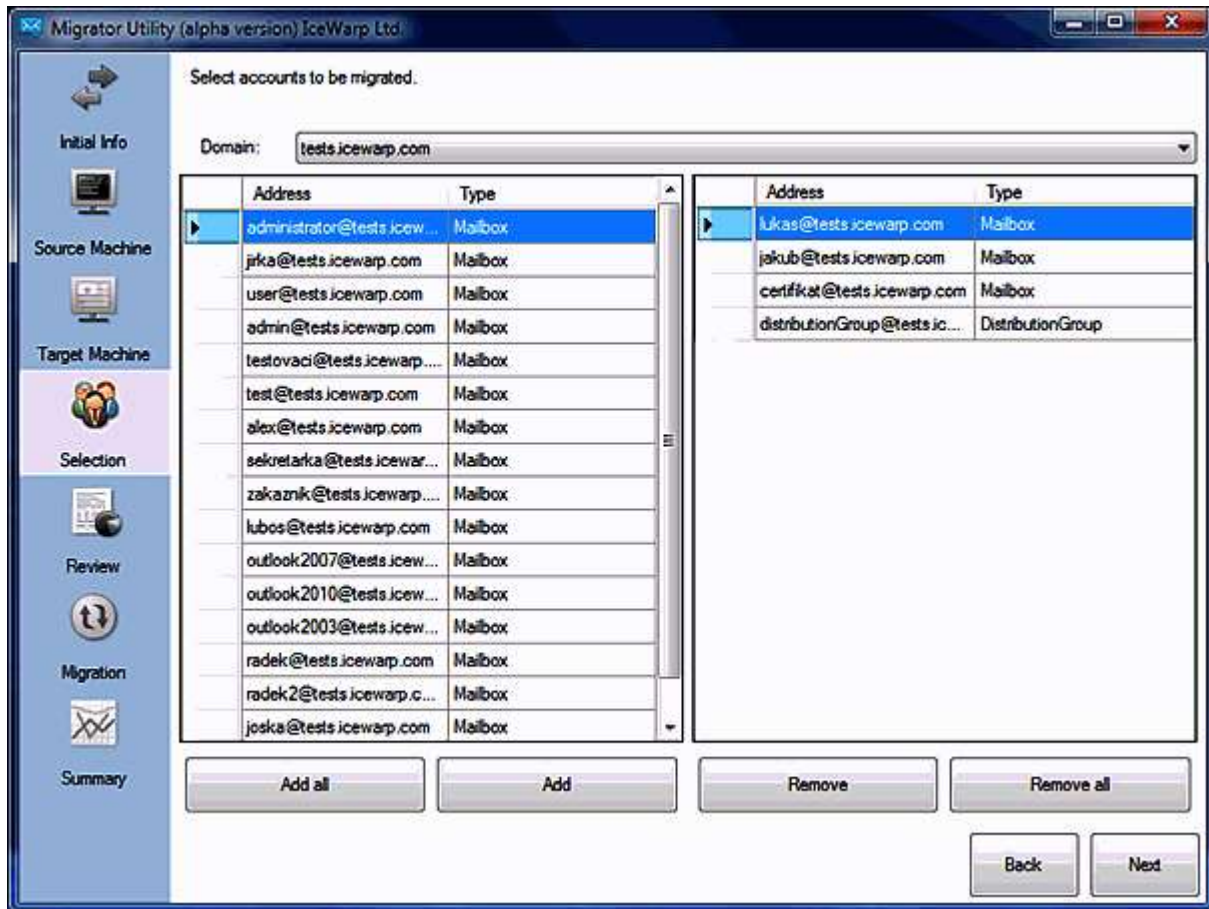 Migrator Utility (alpha version) IceWarp Ltd.
Initial Info
Source Machine
Target Machine
Selection
Review
Migration
Summary
Select accounts to be migrated.
Domain: tests.icewarp.com
Address Type
administrator@tests.icew... Mailbox
jirka@tests.icewarp.com Mailbox
user@tests.icewarp.com Mailbox
admin@tests.icewarp.com Mailbox
testovaci@tests.icewarp.... Mailbox
test@tests.icewarp.com Mailbox
alex@tests.icewarp.com Mailbox
sekretarka@tests.icewar... Mailbox
zakaznik@tests.icewarp.... Mailbox
lubos@tests.icewarp.com Mailbox
outlook2007@tests.icew... Mailbox
outlook2010@tests.icew... Mailbox
outlook2003@tests.icew... Mailbox
radek@tests.icewarp.com Mailbox
radek2@tests.icewarp.c... Mailbox
joska@tests.icewarp.com Mailbox
Address Type
lukas@tests.icewarp.com Mailbox
jakub@tests.icewarp.com Mailbox
certifikat@tests.icewarp.com Mailbox
distributionGroup@tests.ic... DistributionGroup
Add all Add Remove Remove all
Back Next